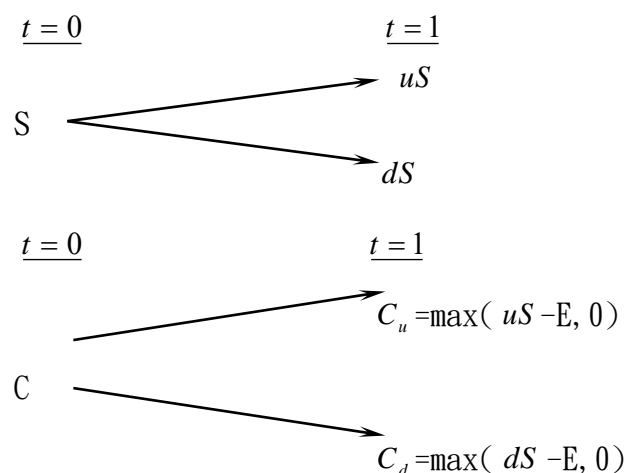 t = 0 t = 1
uS
S
dS
t = 0 t = 1
C_u =max( uS -E, 0)
C
C_d =max( dS -E, 0)